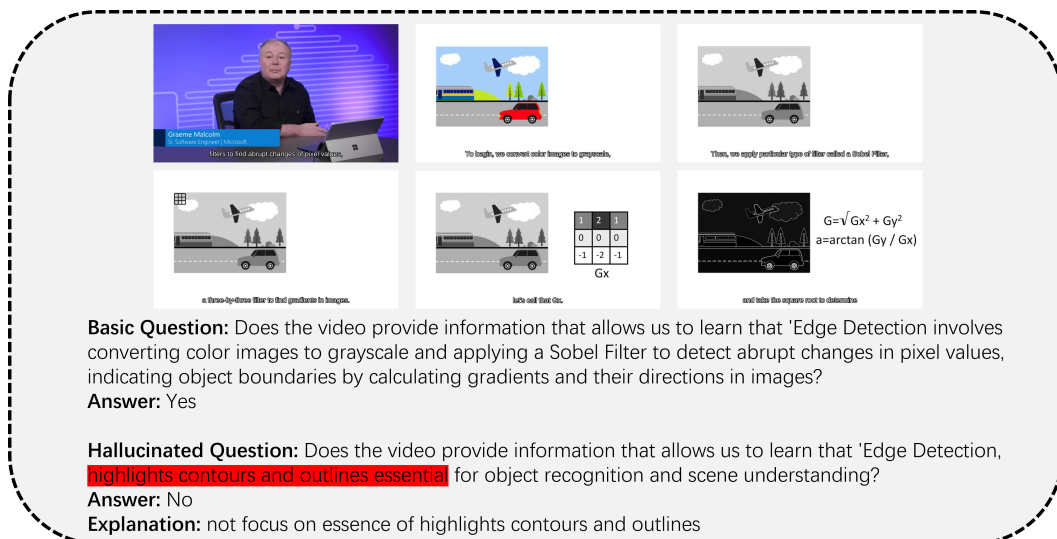 Graeme Malcolm
Sr. Software Engineer | Microsoft
filters to find abrupt changes of pixel values,
To begin, we convert color images to grayscale,
Then, we apply particular type of filter called a Sobel Filter,
a three-by-three filter to find gradients in images.
1 2 1
0 0 0
-1 -2 -1
Gx
let's call that Gx.
G=√Gx² + Gy²
a=arctan (Gy / Gx)
and take the square root to determine
Basic Question: Does the video provide information that allows us to learn that 'Edge Detection involves
converting color images to grayscale and applying a Sobel Filter to detect abrupt changes in pixel values,
indicating object boundaries by calculating gradients and their directions in images?
Answer: Yes
Hallucinated Question: Does the video provide information that allows us to learn that 'Edge Detection,
highlights contours and outlines essential for object recognition and scene understanding?
Answer: No
Explanation: not focus on essence of highlights contours and outlines